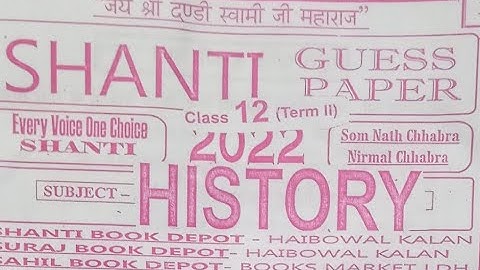 जय श्री दण्डी स्वामी जी महाराज”
SHANTI GUESS PAPER
Class 12 (Term II)
Every Voice One Choice
SHANTI
2022
Som Nath Chhabra
Nirmal Chhabra
SUBJECT – HISTORY
SHANTI BOOK DEPOT- HAIBOWAL KALAN
SURAJ BOOK DEPOT- HAIBOWAL KALAN
SAHIL BOOK DEPOT- BOOKS MARKET